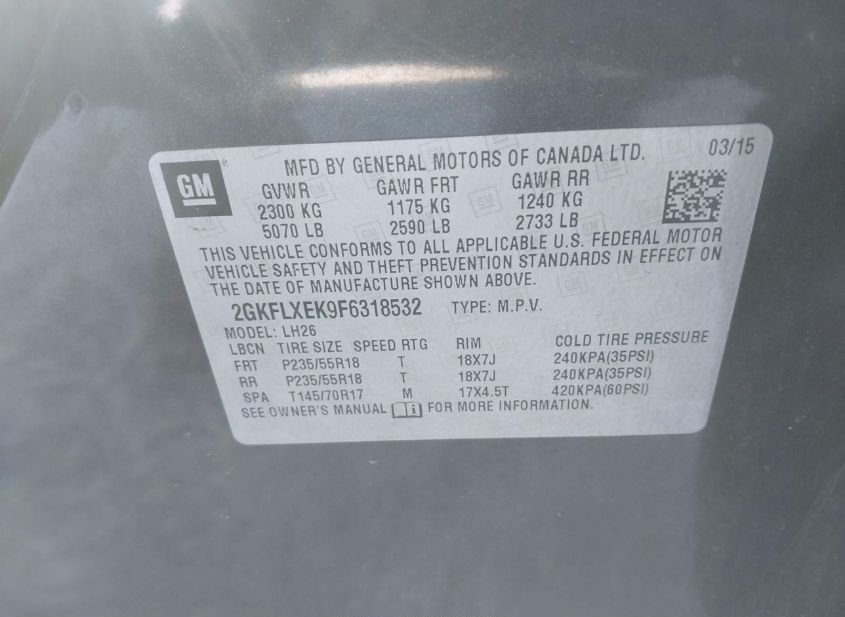 GM ® MFD BY GENERAL MOTORS OF CANADA LTD. 03/15
GVWR GAWR FRT GAWR RR
2300 KG 1175 KG 1240 KG
5070 LB 2590 LB 2733 LB
THIS VEHICLE CONFORMS TO ALL APPLICABLE U.S. FEDERAL MOTOR
VEHICLE SAFETY AND THEFT PREVENTION STANDARDS IN EFFECT ON
THE DATE OF MANUFACTURE SHOWN ABOVE.
2GKFLXEK9F6318532 TYPE: M.P.V.
MODEL: LH26
LBCN TIRE SIZE SPEED RTG RIM COLD TIRE PRESSURE
FRT P235/55R18 T 18X7J 240KPA(35PSI)
RR P235/55R18 T 18X7J 240KPA(35PSI)
SPA T145/70R17 M 17X4.5T 420KPA(60PSI)
SEE OWNER'S MANUAL FOR MORE INFORMATION.